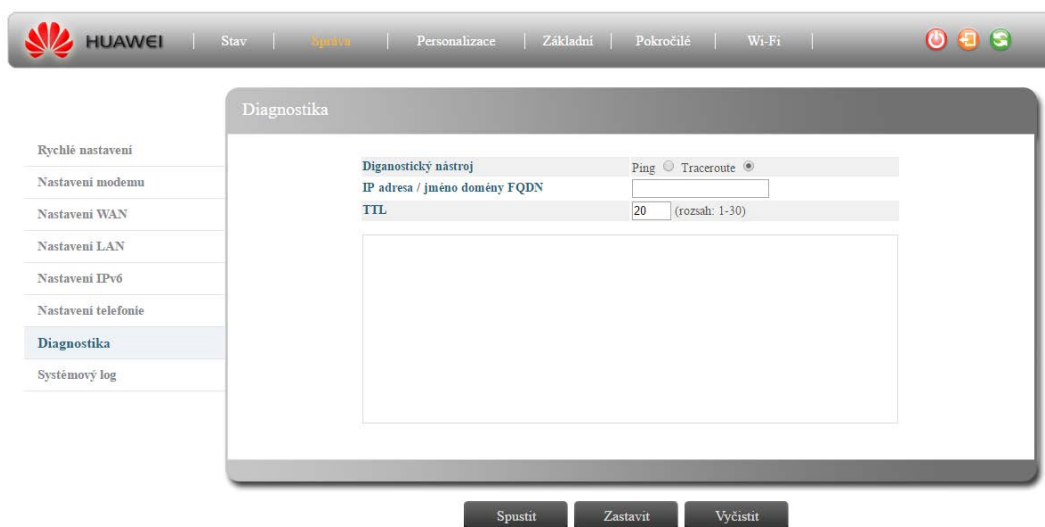 HUAWEI | Stav | Správa | Personalizace | Základní | Pokročilé | Wi-Fi |
Diagnostika
Rychlé nastavení
Nastavení modemu
Nastavení WAN
Nastavení LAN
Nastavení IPv6
Nastavení telefonie
Diagnostika
Systémový log
Diganostický nástroj Ping Traceroute
IP adresa / jméno domény FQDN
TTL 20 (rozsah: 1-30)
Spustit Zastavit Vyčistit